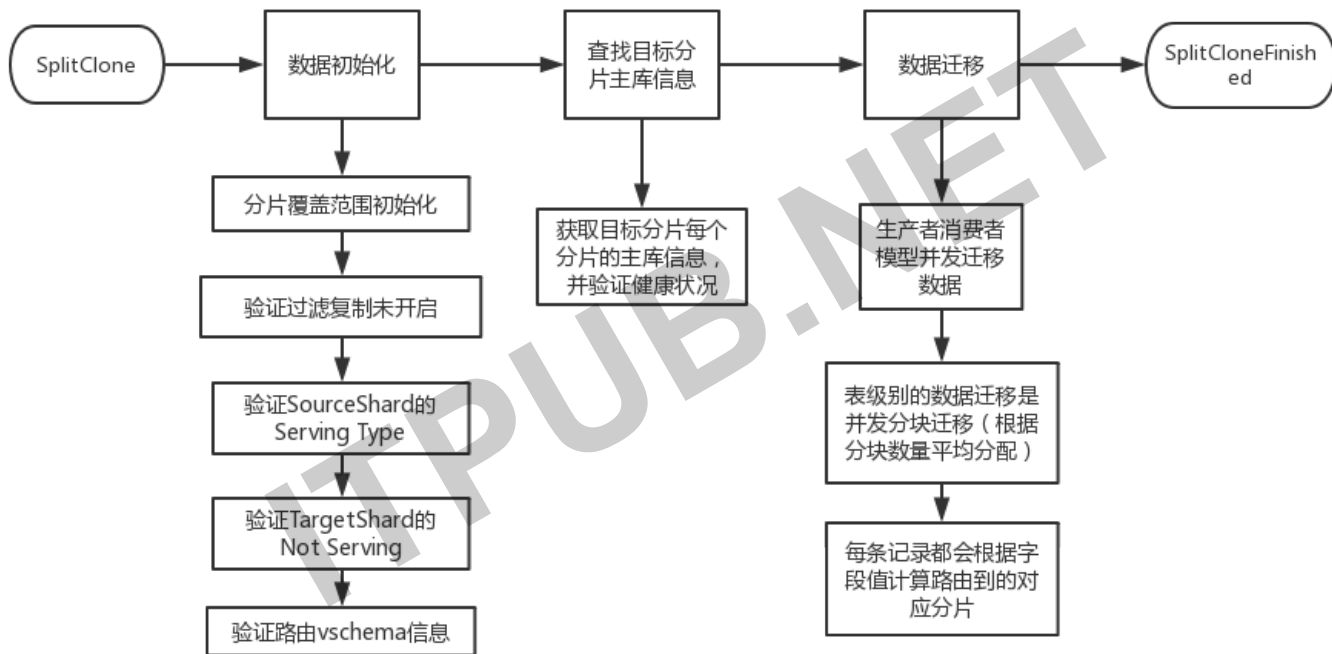 SplitClone
数据初始化
查找目标分
片主库信息
数据迁移
SplitCloneFinish
ed
分片覆盖范围初始化
验证过滤复制未开启
验证SourceShard的
Serving Type
验证TargetShard的
Not Serving
验证路由vschema信息
获取目标分片每个
分片的主库信息，
并验证健康状况
生产者消费者
模型并发迁移
数据
表级别的数据迁移是
并发分块迁移（根据
分块数量平均分配）
每条记录都会根据字
段值计算路由到的对
应分片
ITPUB.NET